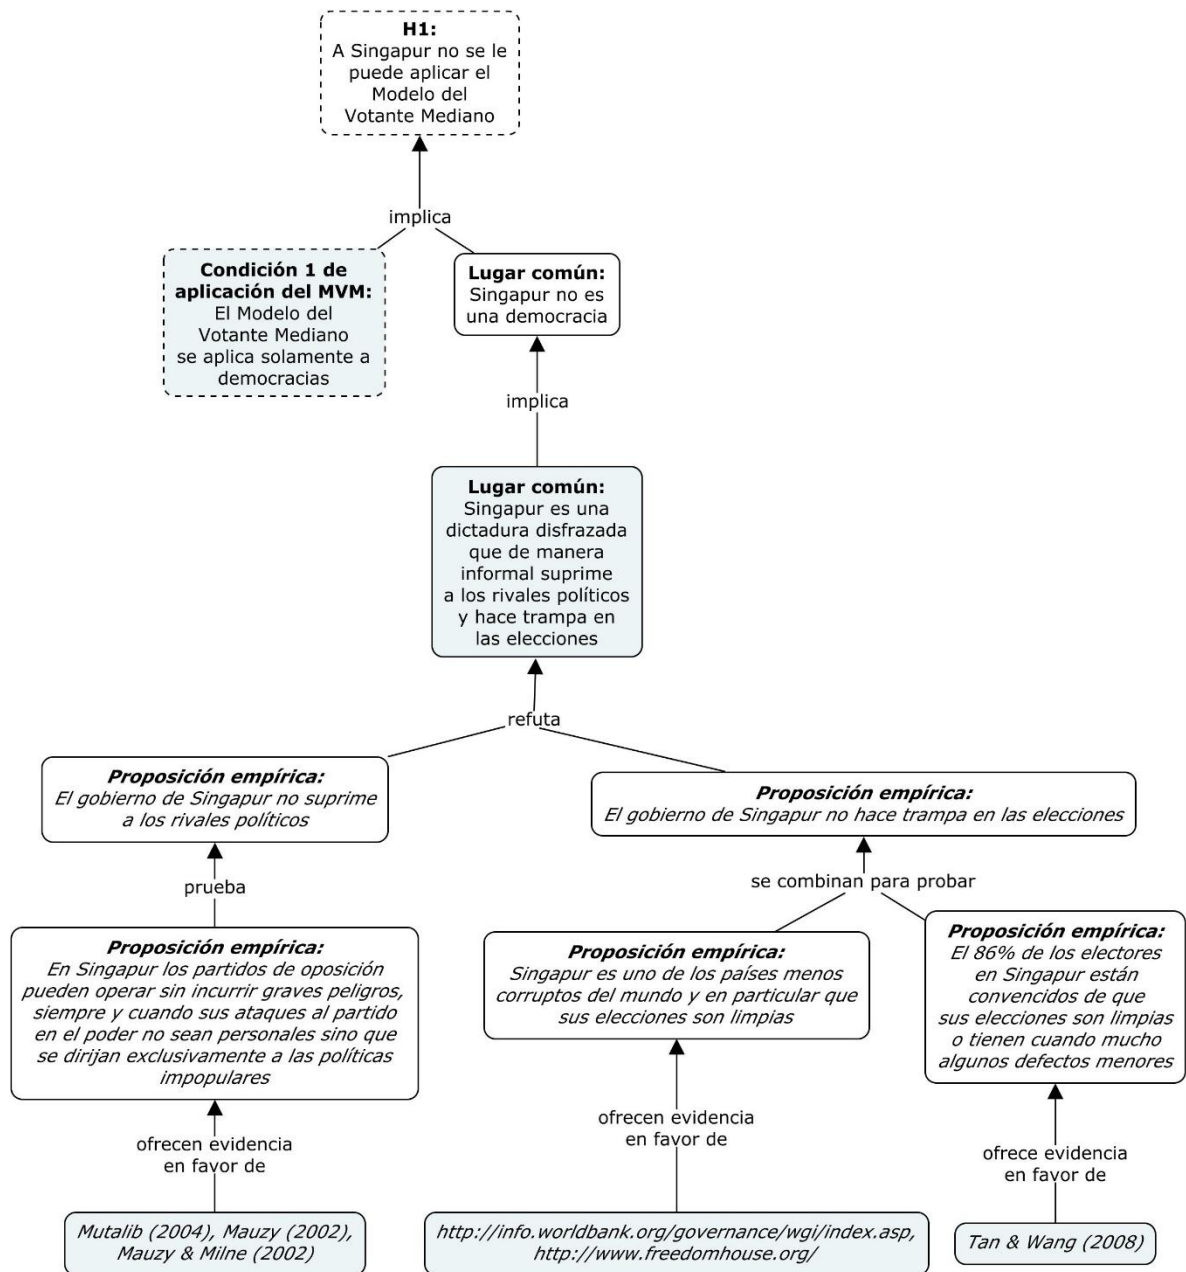 H1:
A Singapur no se le
puede aplicar el
Modelo del
Votante Mediano
implica
Condición 1 de
aplicación del MVM:
El Modelo del
Votante Mediano
se aplica solamente a
democracias
Lugar común:
Singapur no es
una democracia
implica
Lugar común:
Singapur es una
dictadura disfrazada
que de manera
informal suprime
a los rivales políticos
y hace trampa en
las elecciones
refuta
Proposición empírica:
El gobierno de Singapur no suprime
a los rivales políticos
Proposición empírica:
El gobierno de Singapur no hace trampa en las elecciones
prueba
se combinan para probar
Proposición empírica:
En Singapur los partidos de oposición
pueden operar sin incurrir graves peligros,
siempre y cuando sus ataques al partido
en el poder no sean personales sino que
se dirijan exclusivamente a las políticas
impopulares
Proposición empírica:
Singapur es uno de los países menos
corruptos del mundo y en particular que
sus elecciones son limpias
Proposición empírica:
El 86% de los electores
en Singapur están
convencidos de que
sus elecciones son limpias
o tienen cuando mucho
algunos defectos menores
ofrecen evidencia
en favor de
ofrecen evidencia
en favor de
ofrece evidencia
en favor de
Mutalib (2004), Mauzy (2002),
Mauzy & Milne (2002)
http://info.worldbank.org/governance/wgi/index.asp,
http://www.freedomhouse.org/
Tan & Wang (2008)